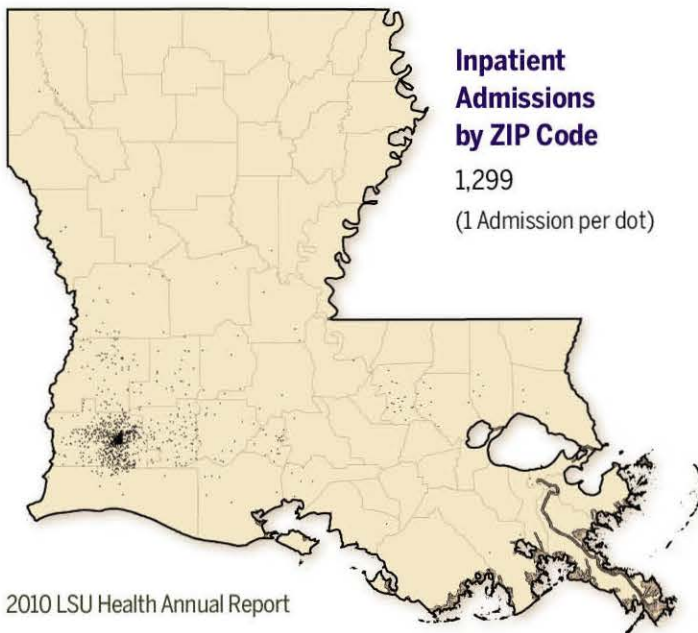 Inpatient
Admissions
by ZIP Code
1,299
(1 Admission per dot)
2010 LSU Health Annual Report